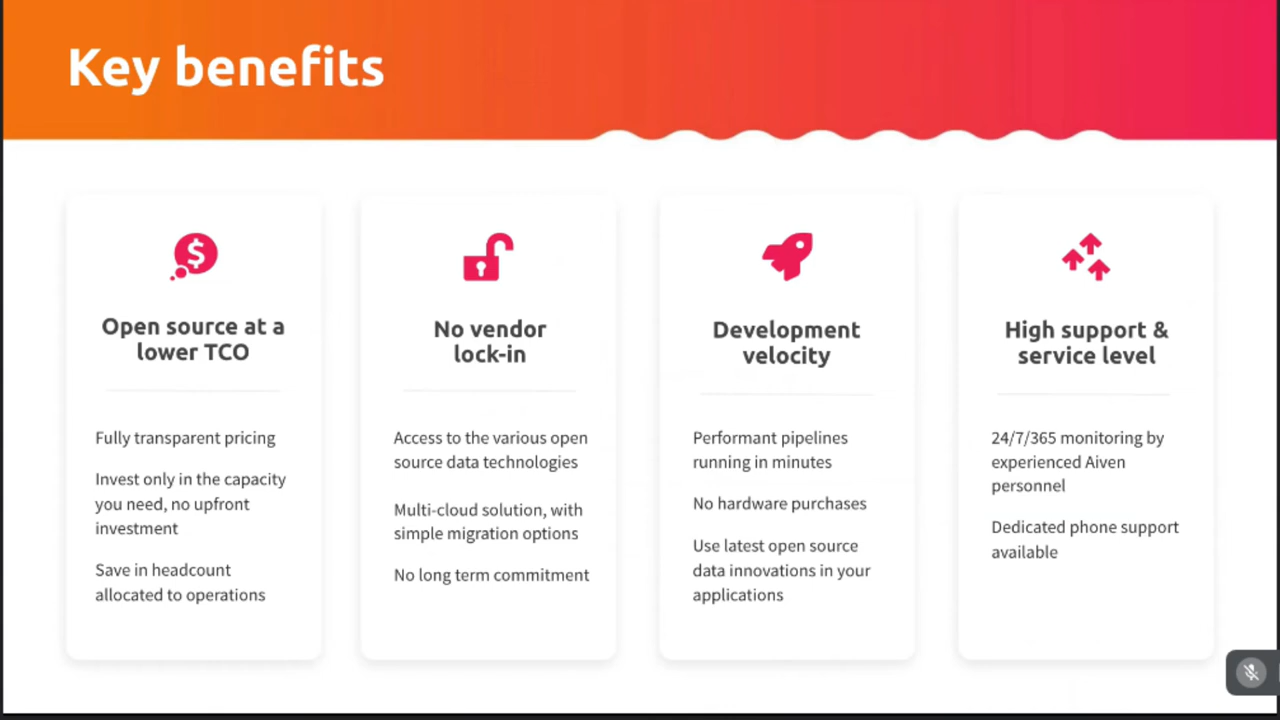 Key benefits
Open source at a
lower TCO
Fully transparent pricing
Invest only in the capacity
you need, no upfront
investment
Save in headcount
allocated to operations
No vendor
lock-in
Access to the various open
source data technologies
Multi-cloud solution, with
simple migration options
No long term commitment
Development
velocity
Performant pipelines
running in minutes
No hardware purchases
Use latest open source
data innovations in your
applications
High support &
service level
24/7/365 monitoring by
experienced Aiven
personnel
Dedicated phone support
available